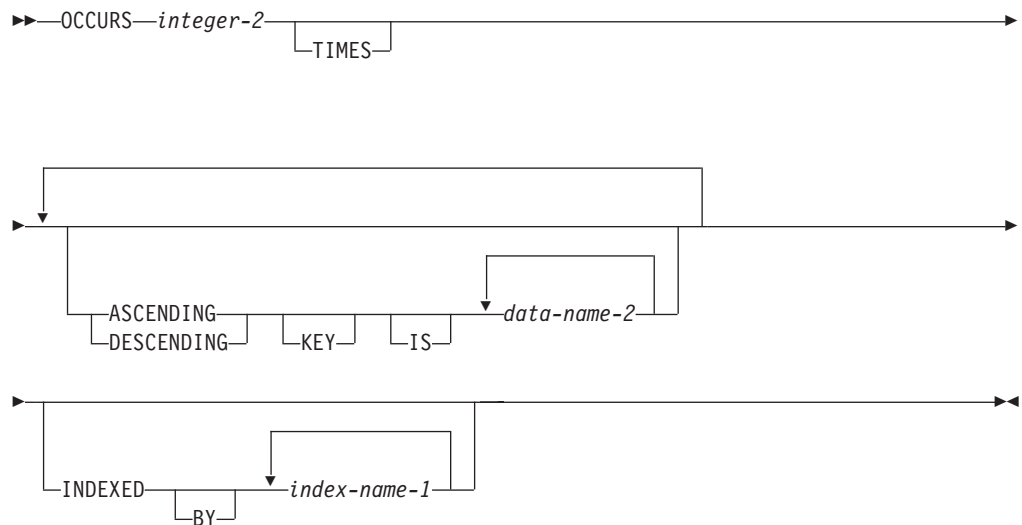 OCCURS integer-2
TIMES
ASCENDING data-name-2
DESCENDING KEY IS
INDEXED index-name-1
BY